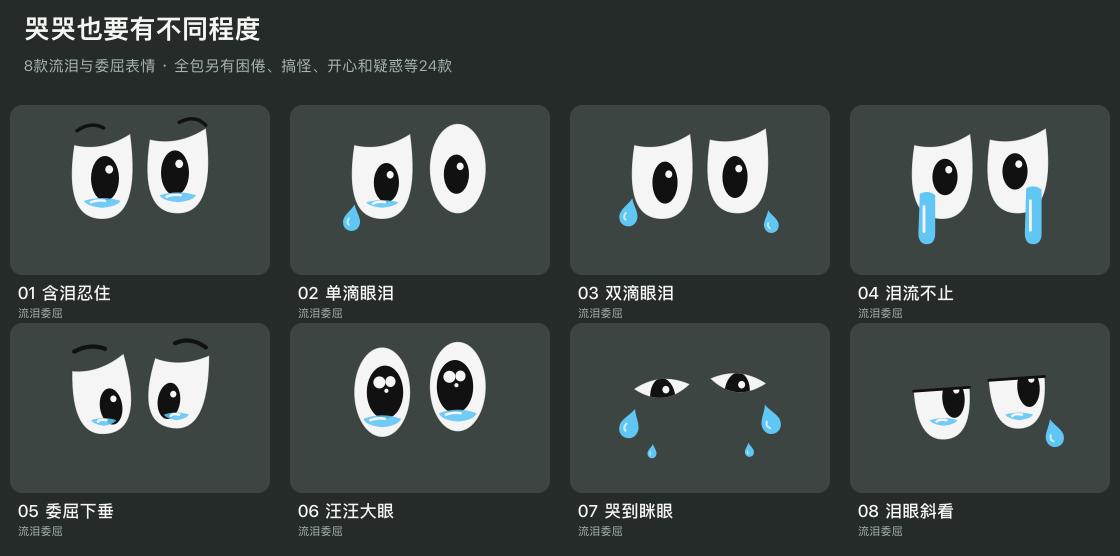 哭哭也要有不同程度
8款流泪与委屈表情 · 全包另有困倦、搞怪、开心和疑惑等24款
01 含泪忍住
流泪委屈
02 单滴眼泪
流泪委屈
03 双滴眼泪
流泪委屈
04 泪流不止
流泪委屈
05 委屈下垂
流泪委屈
06 汪汪大眼
流泪委屈
07 哭到眯眼
流泪委屈
08 泪眼斜看
流泪委屈